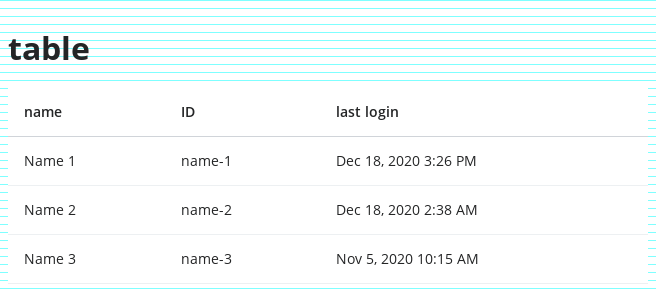 table
name ID last login
Name 1 name-1 Dec 18, 2020 3:26 PM
Name 2 name-2 Dec 18, 2020 2:38 AM
Name 3 name-3 Nov 5, 2020 10:15 AM